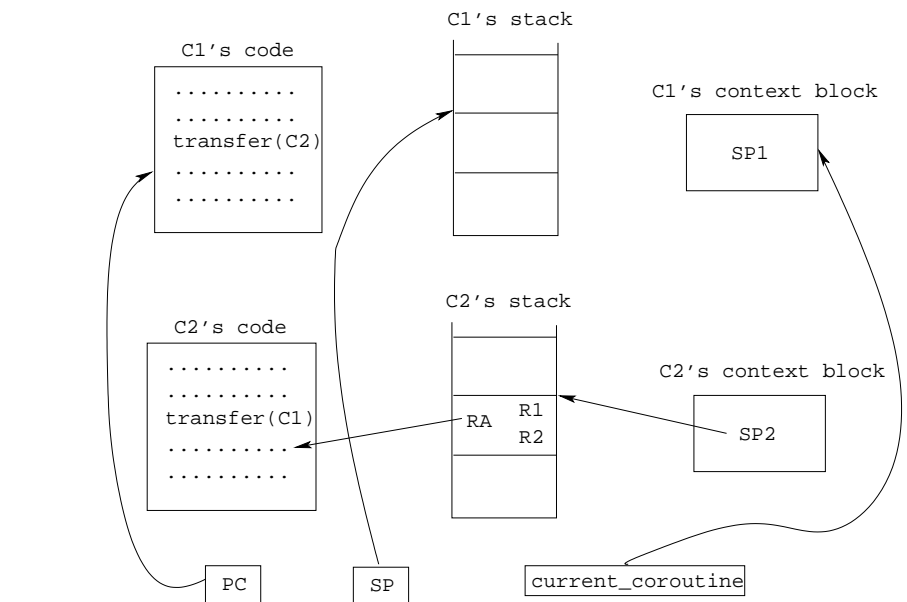 C1's stack
C1's code
..........
..........
transfer(C2)
..........
..........
C1's context block
SP1
C2's stack
C2's code
..........
..........
transfer(C1)
..........
..........
RA
R1
R2
C2's context block
SP2
PC
SP
current_coroutine